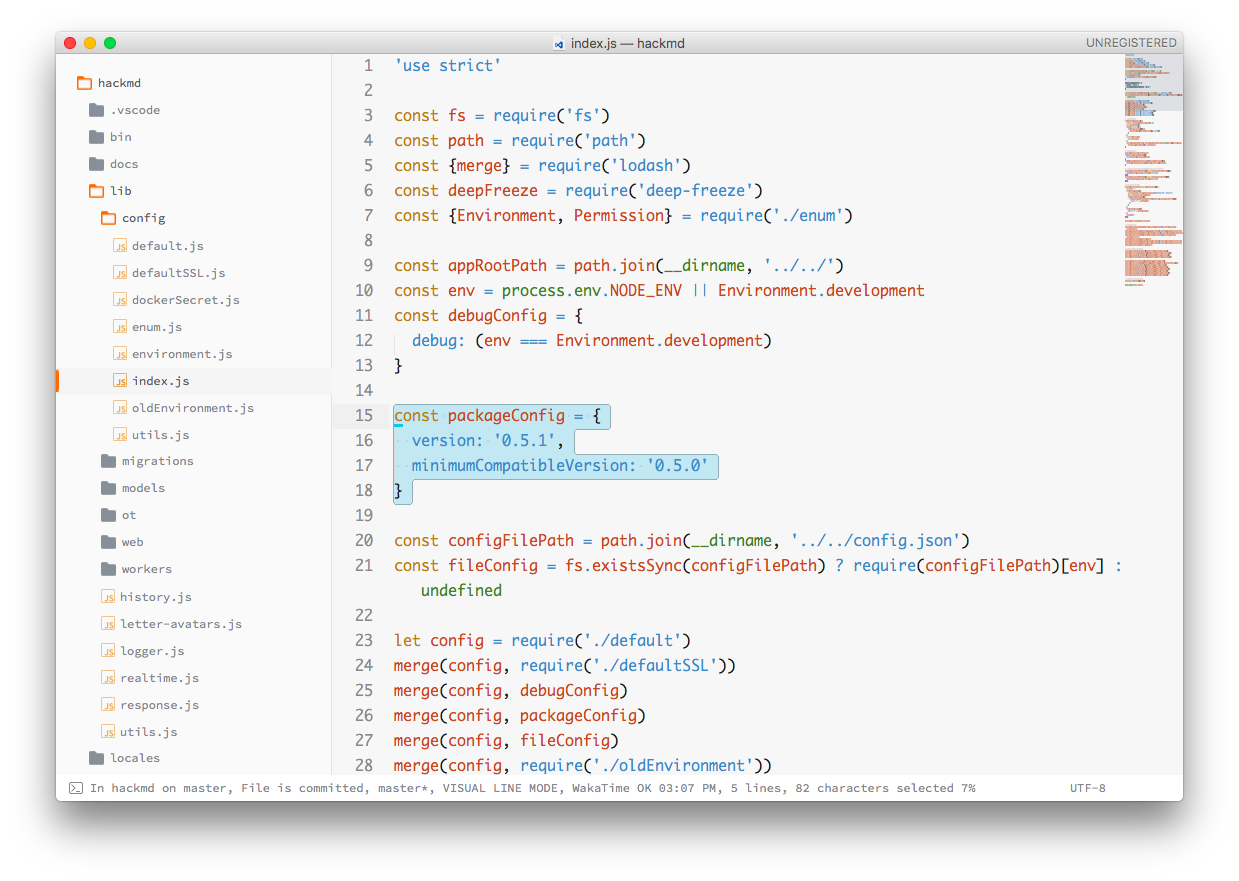 index.js — hackmd
UNREGISTERED
hackmd
.vscode
bin
docs
lib
config
default.js
defaultSSL.js
dockerSecret.js
enum.js
environment.js
index.js
oldEnvironment.js
utils.js
migrations
models
ot
web
workers
history.js
letter-avatars.js
logger.js
realtime.js
response.js
utils.js
locales
1 'use strict'
2
3 const fs = require('fs')
4 const path = require('path')
5 const {merge} = require('lodash')
6 const deepFreeze = require('deep-freeze')
7 const {Environment, Permission} = require('./enum')
8
9 const appRootPath = path.join(__dirname, '../../')
10 const env = process.env.NODE_ENV || Environment.development
11 const debugConfig = {
12   debug: (env === Environment.development)
13 }
14
15 const packageConfig = {
16   version: '0.5.1',
17   minimumCompatibleVersion: '0.5.0'
18 }
19
20 const configFilePath = path.join(__dirname, '../../config.json')
21 const fileConfig = fs.existsSync(configFilePath) ? require(configFilePath)[env] :
undefined
22
23 let config = require('./default')
24 merge(config, require('./defaultSSL'))
25 merge(config, debugConfig)
26 merge(config, packageConfig)
27 merge(config, fileConfig)
28 merge(config, require('./oldEnvironment'))
In hackmd on master, File is committed, master*, VISUAL LINE MODE, WakaTime OK 03:07 PM, 5 lines, 82 characters selected 7%
UTF-8